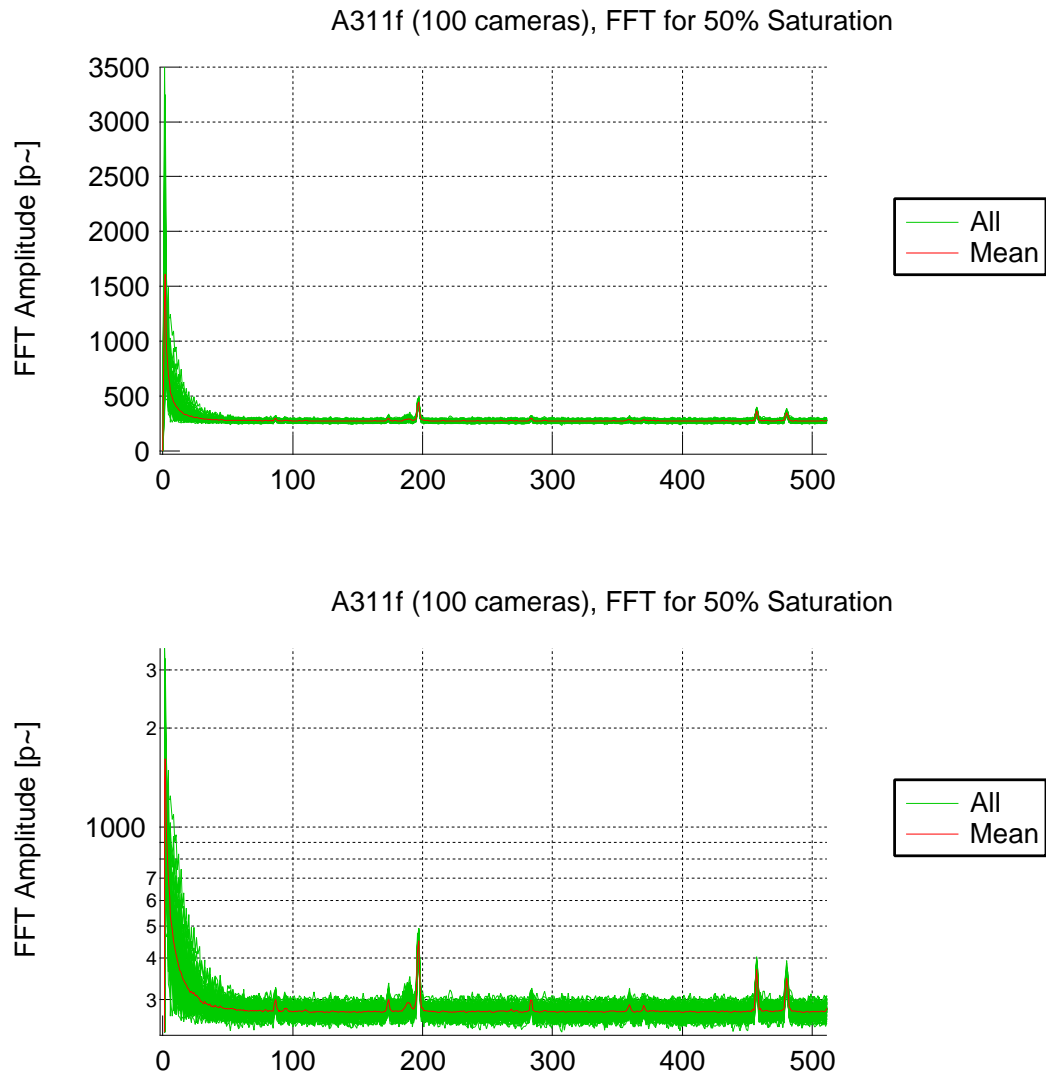 A311f (100 cameras), FFT for 50% Saturation
FFT Amplitude [p~]
3500
3000
2500
2000
1500
1000
500
0
0 100 200 300 400 500
All
Mean
A311f (100 cameras), FFT for 50% Saturation
FFT Amplitude [p~]
3
2
1000
7
6
5
4
3
0 100 200 300 400 500
All
Mean